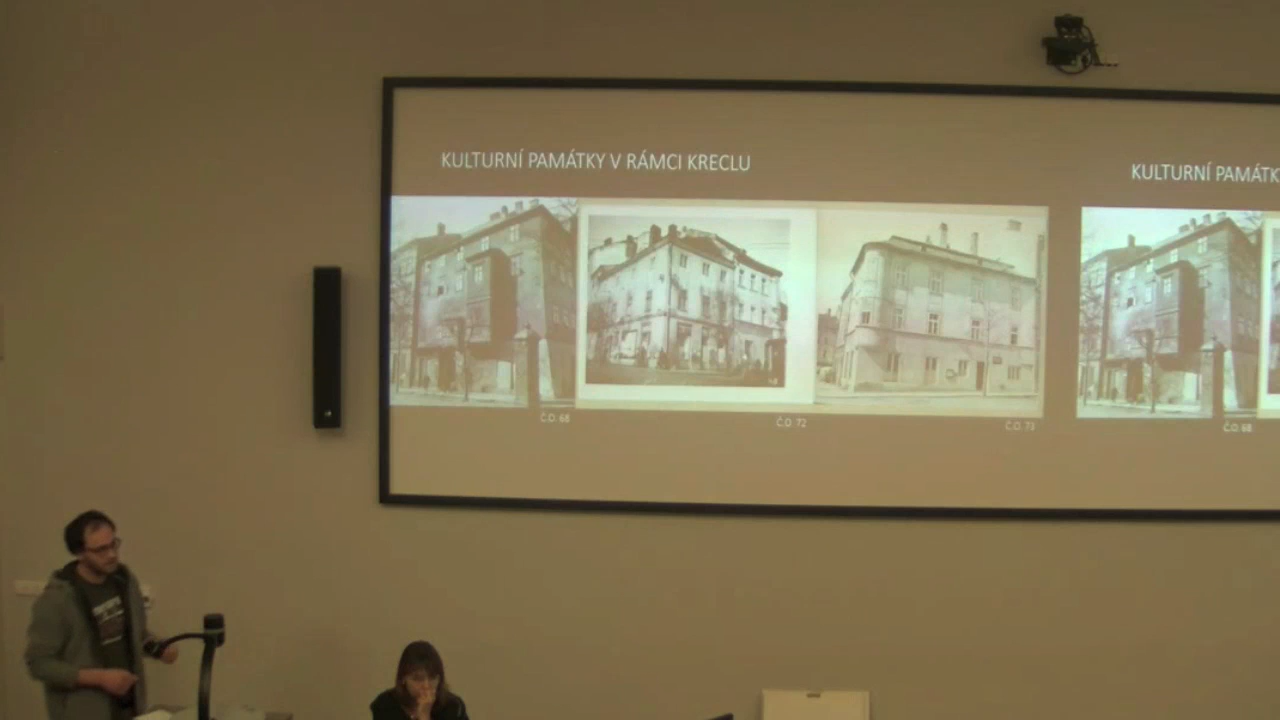 KULTURNÍ PAMÁTKY V RÁMCI KRECLU
Č.D. 68
Č.D. 72
Č.D. 73
KULTURNÍ PAMÁTK
Č.D. 68